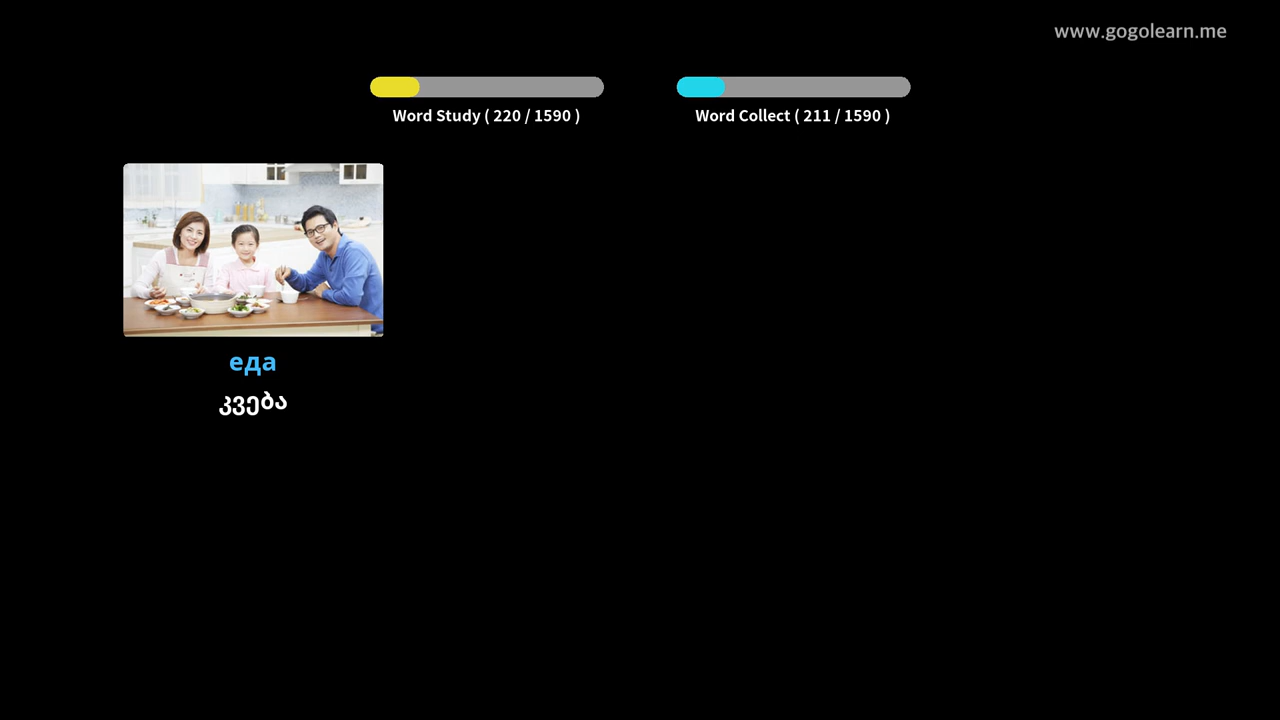 www.gogolearn.me
Word Study ( 220 / 1590 )
Word Collect ( 211 / 1590 )
еда
კვება